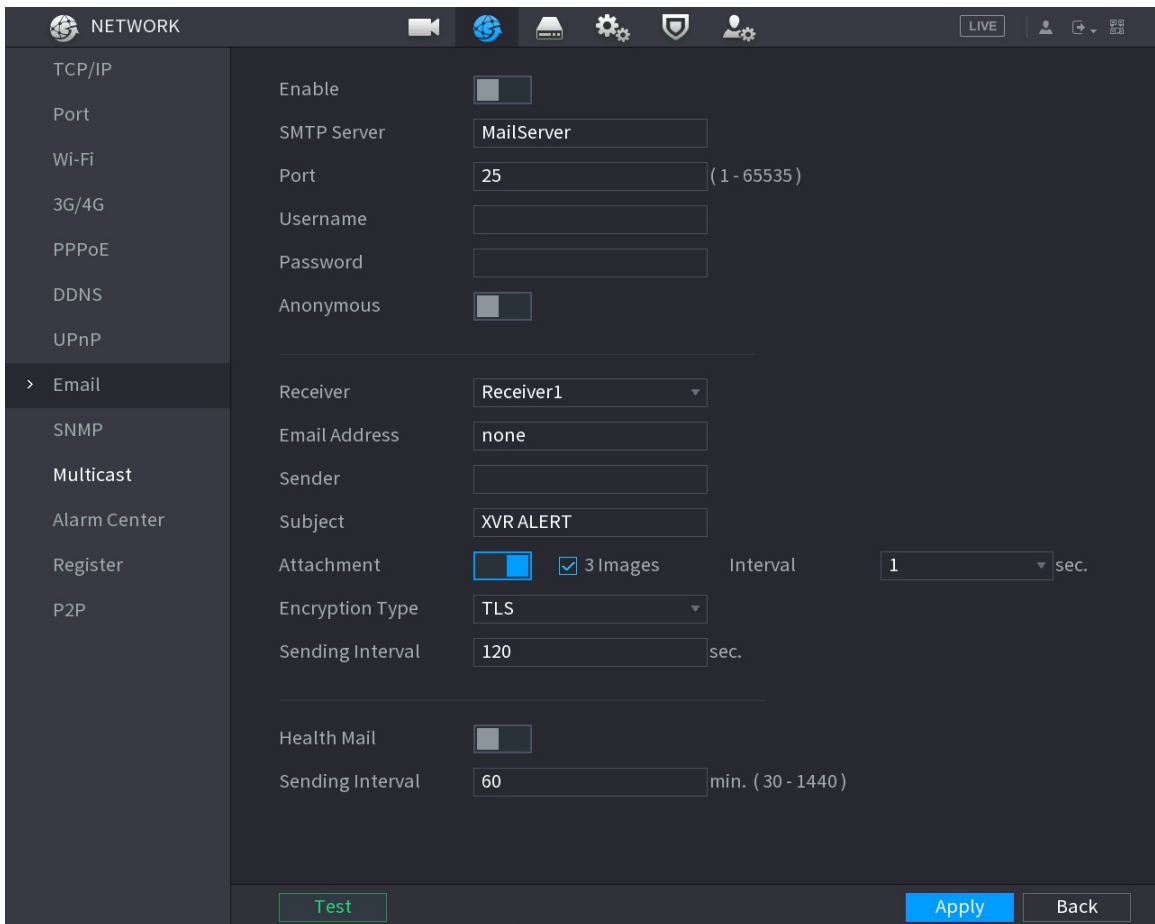 NETWORK LIVE
TCP/IP
Port
Wi-Fi
3G/4G
PPPoE
DDNS
UPnP
Email
SNMP
Multicast
Alarm Center
Register
P2P
Enable
SMTP Server MailServer
Port 25 ( 1 - 65535 )
Username
Password
Anonymous
Receiver Receiver1
Email Address none
Sender
Subject XVR ALERT
Attachment 3 Images Interval 1 sec.
Encryption Type TLS
Sending Interval 120 sec.
Health Mail
Sending Interval 60 min. ( 30 - 1440 )
Test Apply Back